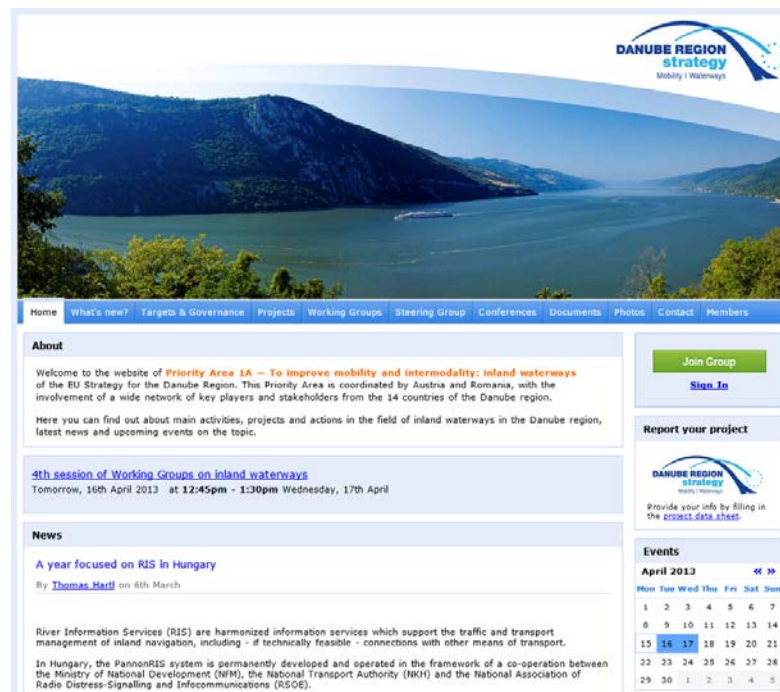 DANUBE REGION
strategy
Mobility | Waterways
Home What's new? Targets & Governance Projects Working Groups Steering Group Conferences Documents Photos Contact Members
About
Welcome to the website of Priority Area 1A — To improve mobility and intermodality: inland waterways
of the EU Strategy for the Danube Region. This Priority Area is coordinated by Austria and Romania, with the
involvement of a wide network of key players and stakeholders from the 14 countries of the Danube region.
Here you can find out about main activities, projects and actions in the field of inland waterways in the Danube region,
latest news and upcoming events on the topic.
4th session of Working Groups on inland waterways
Tomorrow, 16th April 2013 at 12:45pm - 1:30pm Wednesday, 17th April
News
A year focused on RIS in Hungary
By Thomas Hartl on 6th March
River Information Services (RIS) are harmonized information services which support the traffic and transport
management of inland navigation, including - if technically feasible - connections with other means of transport.
In Hungary, the PannonRIS system is permanently developed and operated in the framework of a co-operation between
the Ministry of National Development (NFM), the National Transport Authority (NKH) and the National Association of
Radio Distress-Signalling and Infocommunications (RSOE).
Join Group
Sign In
Report your project
DANUBE REGION
strategy
Mobility | Waterways
Provide your info by filling in
the project data sheet.
Events
April 2013 « »
Mon Tue Wed Thu Fri Sat Sun
1 2 3 4 5 6 7
8 9 10 11 12 13 14
15 16 17 18 19 20 21
22 23 24 25 26 27 28
29 30 1 2 3 4 5